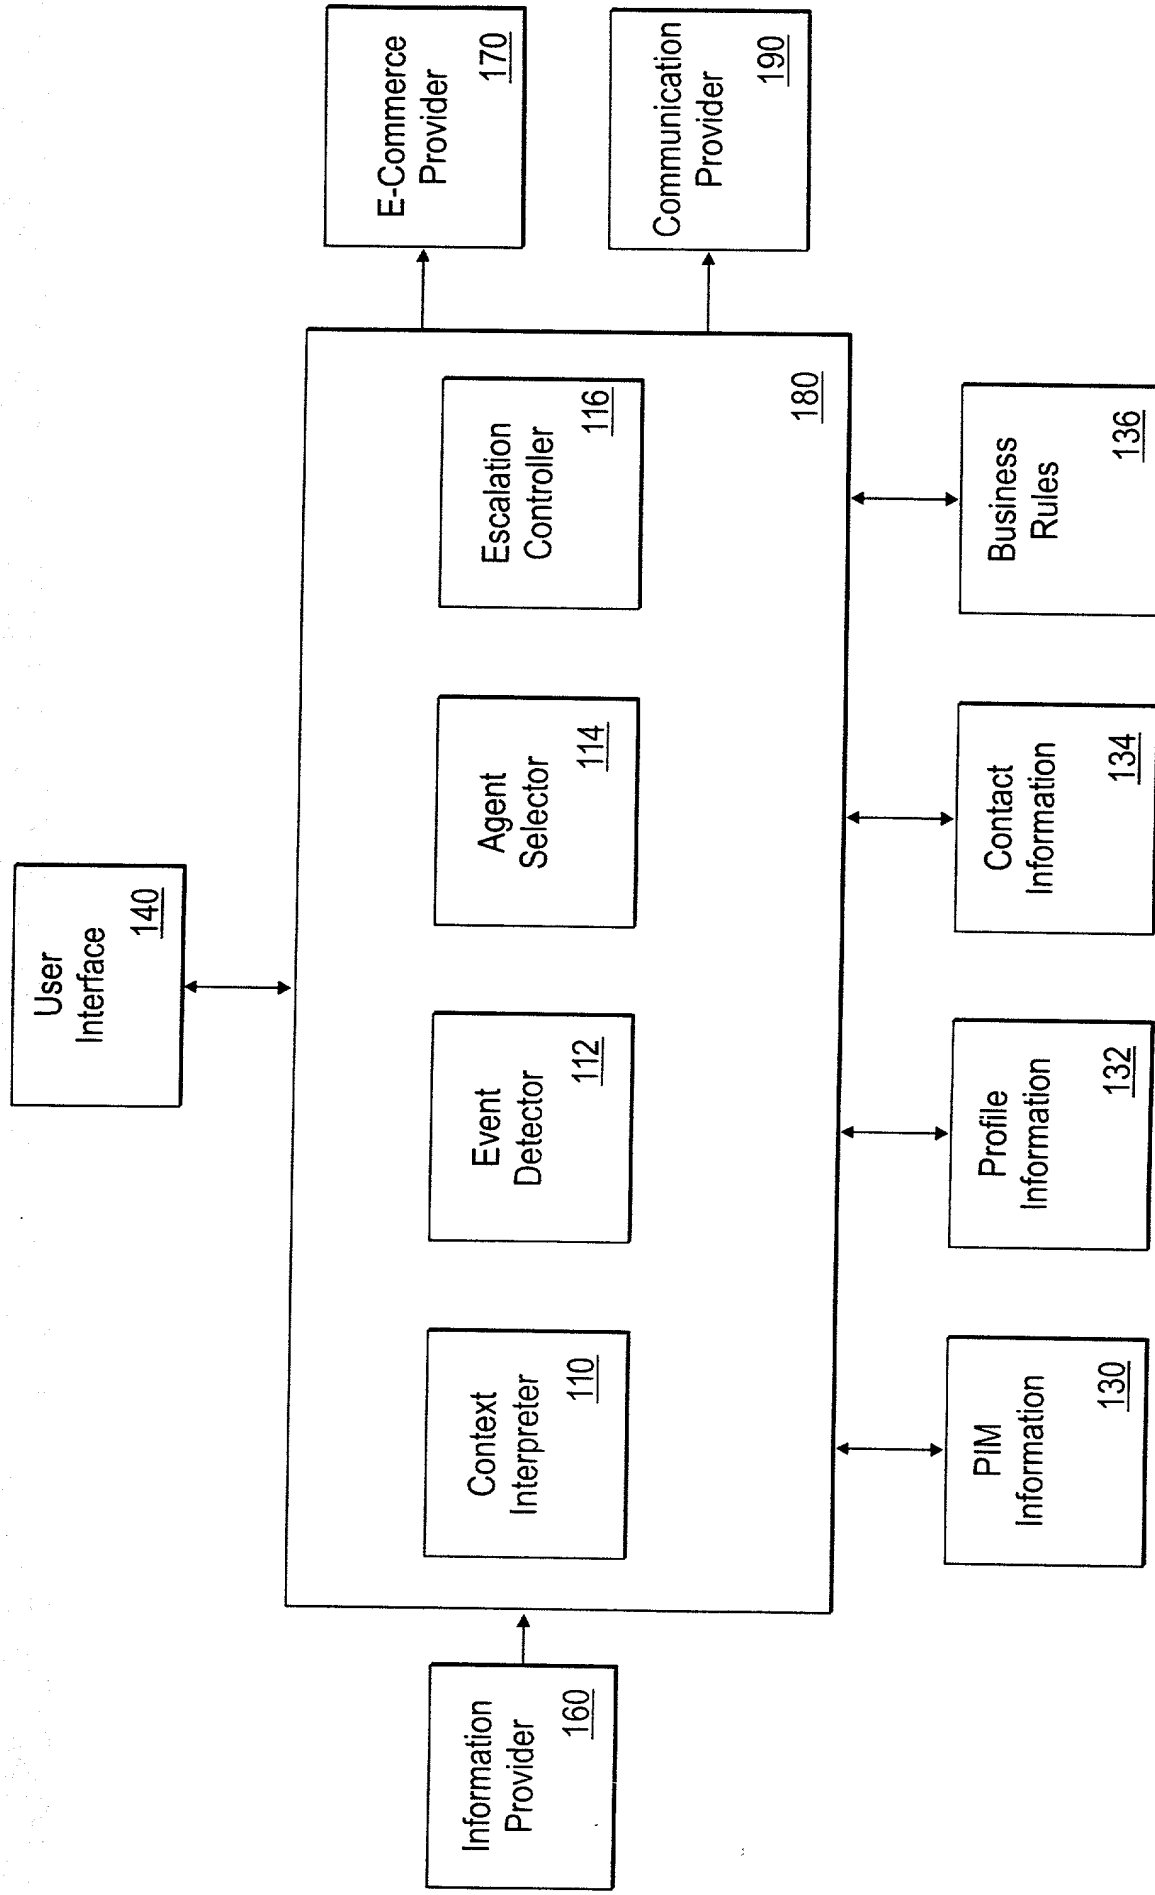 User
Interface
140
Information
Provider
160
Context
Interpreter
110
Event
Detector
112
Agent
Selector
114
Escalation
Controller
116
180
E-Commerce
Provider
170
Communication
Provider
190
PIM
Information
130
Profile
Information
132
Contact
Information
134
Business
Rules
136